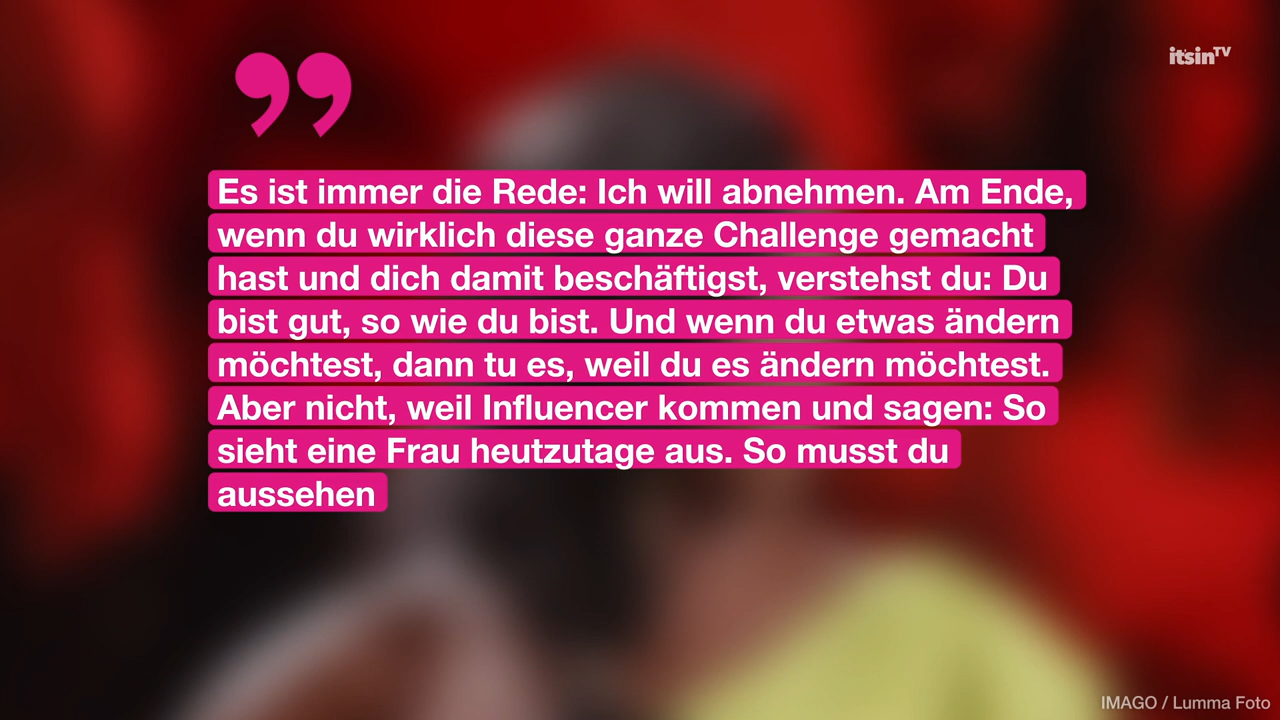 itsinTV
Es ist immer die Rede: Ich will abnehmen. Am Ende,
wenn du wirklich diese ganze Challenge gemacht
hast und dich damit beschäftigst, verstehst du: Du
bist gut, so wie du bist. Und wenn du etwas ändern
möchtest, dann tu es, weil du es ändern möchtest.
Aber nicht, weil Influencer kommen und sagen: So
sieht eine Frau heutzutage aus. So musst du
aussehen
IMAGO / Lumma Foto